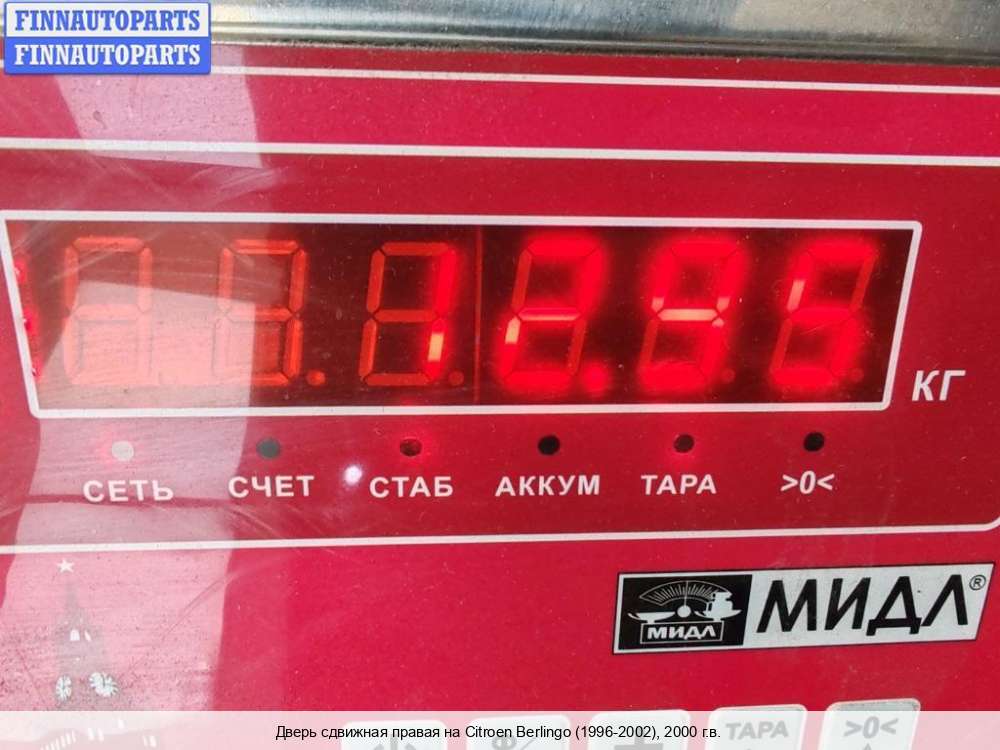 FINNAUTOPARTS
FINNAUTOPARTS
КГ
СЕТЬ СЧЕТ СТАБ АККУМ ТАРА >0<
МИДЛ МИДЛ®
ТАРА >0<
Дверь сдвижная правая на Citroen Berlingo (1996-2002), 2000 г.в.